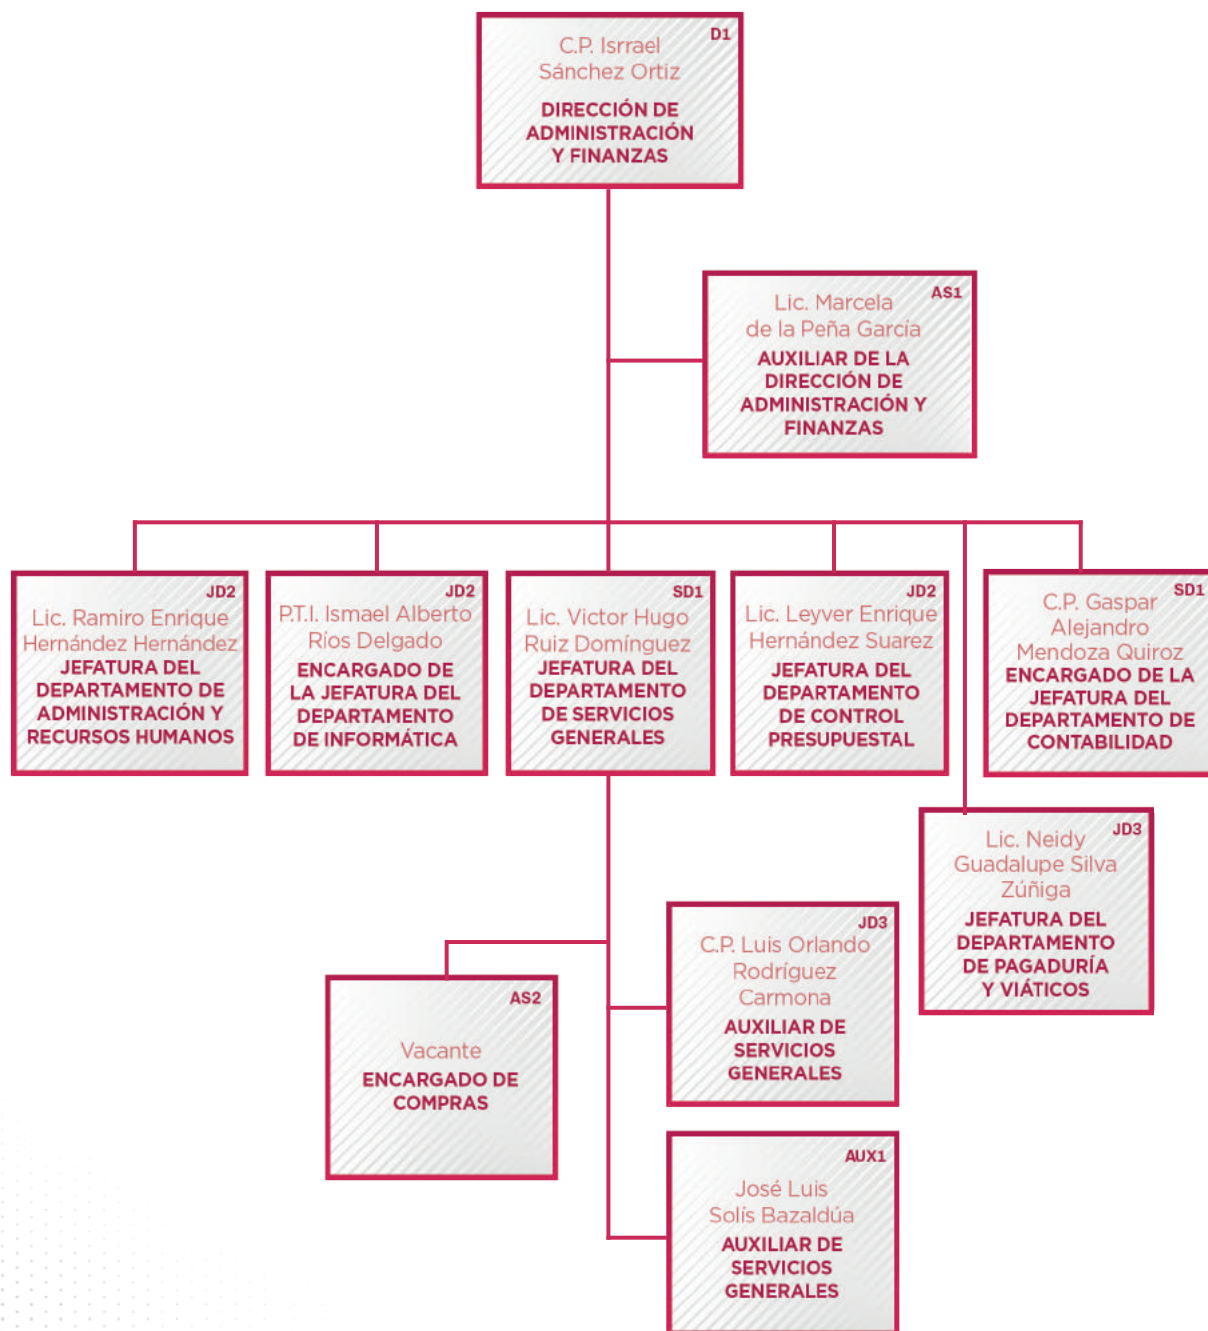 D1
C.P. Isrrael
Sánchez Ortiz
DIRECCIÓN DE
ADMINISTRACIÓN
Y FINANZAS
AS1
Lic. Marcela
de la Peña García
AUXILIAR DE LA
DIRECCIÓN DE
ADMINISTRACIÓN Y
FINANZAS
JD2
Lic. Ramiro Enrique
Hernández Hernández
JEFATURA DEL
DEPARTAMENTO DE
ADMINISTRACIÓN Y
RECURSOS HUMANOS
JD2
P.T.I. Ismael Alberto
Ríos Delgado
ENCARGADO DE
LA JEFATURA DEL
DEPARTAMENTO
DE INFORMÁTICA
SD1
Lic. Victor Hugo
Ruiz Domínguez
JEFATURA DEL
DEPARTAMENTO
DE SERVICIOS
GENERALES
JD2
Lic. Leyver Enrique
Hernández Suarez
JEFATURA DEL
DEPARTAMENTO
DE CONTROL
PRESUPUESTAL
SD1
C.P. Gaspar
Alejandro
Mendoza Quiroz
ENCARGADO DE LA
JEFATURA DEL
DEPARTAMENTO DE
CONTABILIDAD
JD3
Lic. Neidy
Guadalupe Silva
Zúñiga
JEFATURA DEL
DEPARTAMENTO
DE PAGADURÍA
Y VIÁTICOS
JD3
C.P. Luis Orlando
Rodríguez
Carmona
AUXILIAR DE
SERVICIOS
GENERALES
AS2
Vacante
ENCARGADO DE
COMPRAS
AUX1
José Luis
Solís Bazaldúa
AUXILIAR DE
SERVICIOS
GENERALES